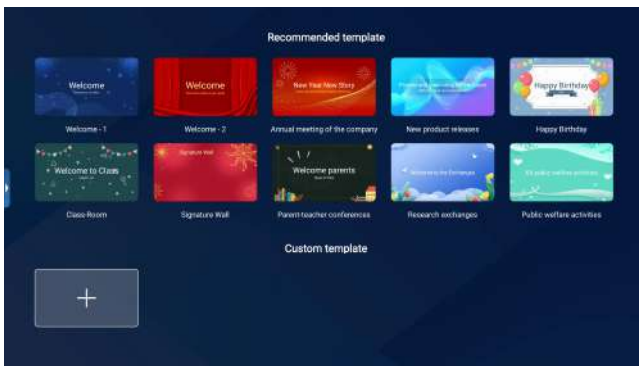 Recommended template
Welcome
Welcome
New Year New Story
Happy Birthday
Welcome - 1
Welcome - 2
Annual meeting of the company
New product releases
Happy Birthday
Welcome to Class
Signature Wall
Welcome parents
Class-Room
Signature Wall
Parent-teacher conferences
Research exchanges
Public welfare activities
Custom template